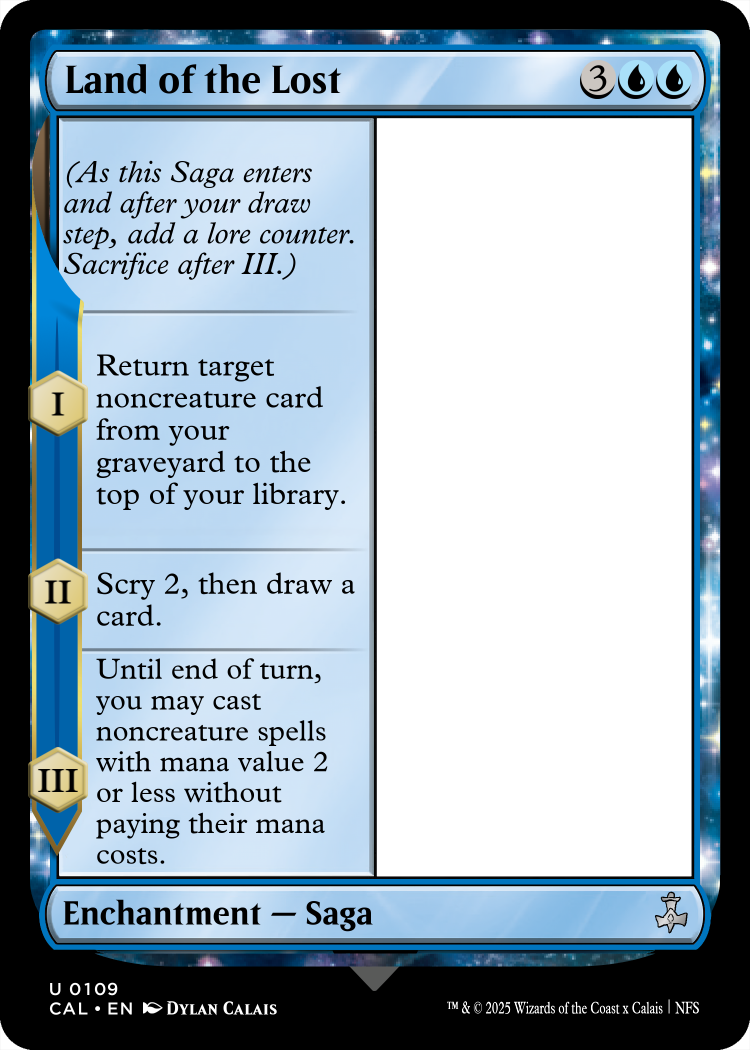 Land of the Lost 3
(As this Saga enters
and after your draw
step, add a lore counter.
Sacrifice after III.)
I
Return target
noncreature card
from your
graveyard to the
top of your library.
II
Scry 2, then draw a
card.
III
Until end of turn,
you may cast
noncreature spells
with mana value 2
or less without
paying their mana
costs.
Enchantment — Saga
U 0109
CAL • EN DYLAN CALAIS
™ & © 2025 Wizards of the Coast x Calais | NFS